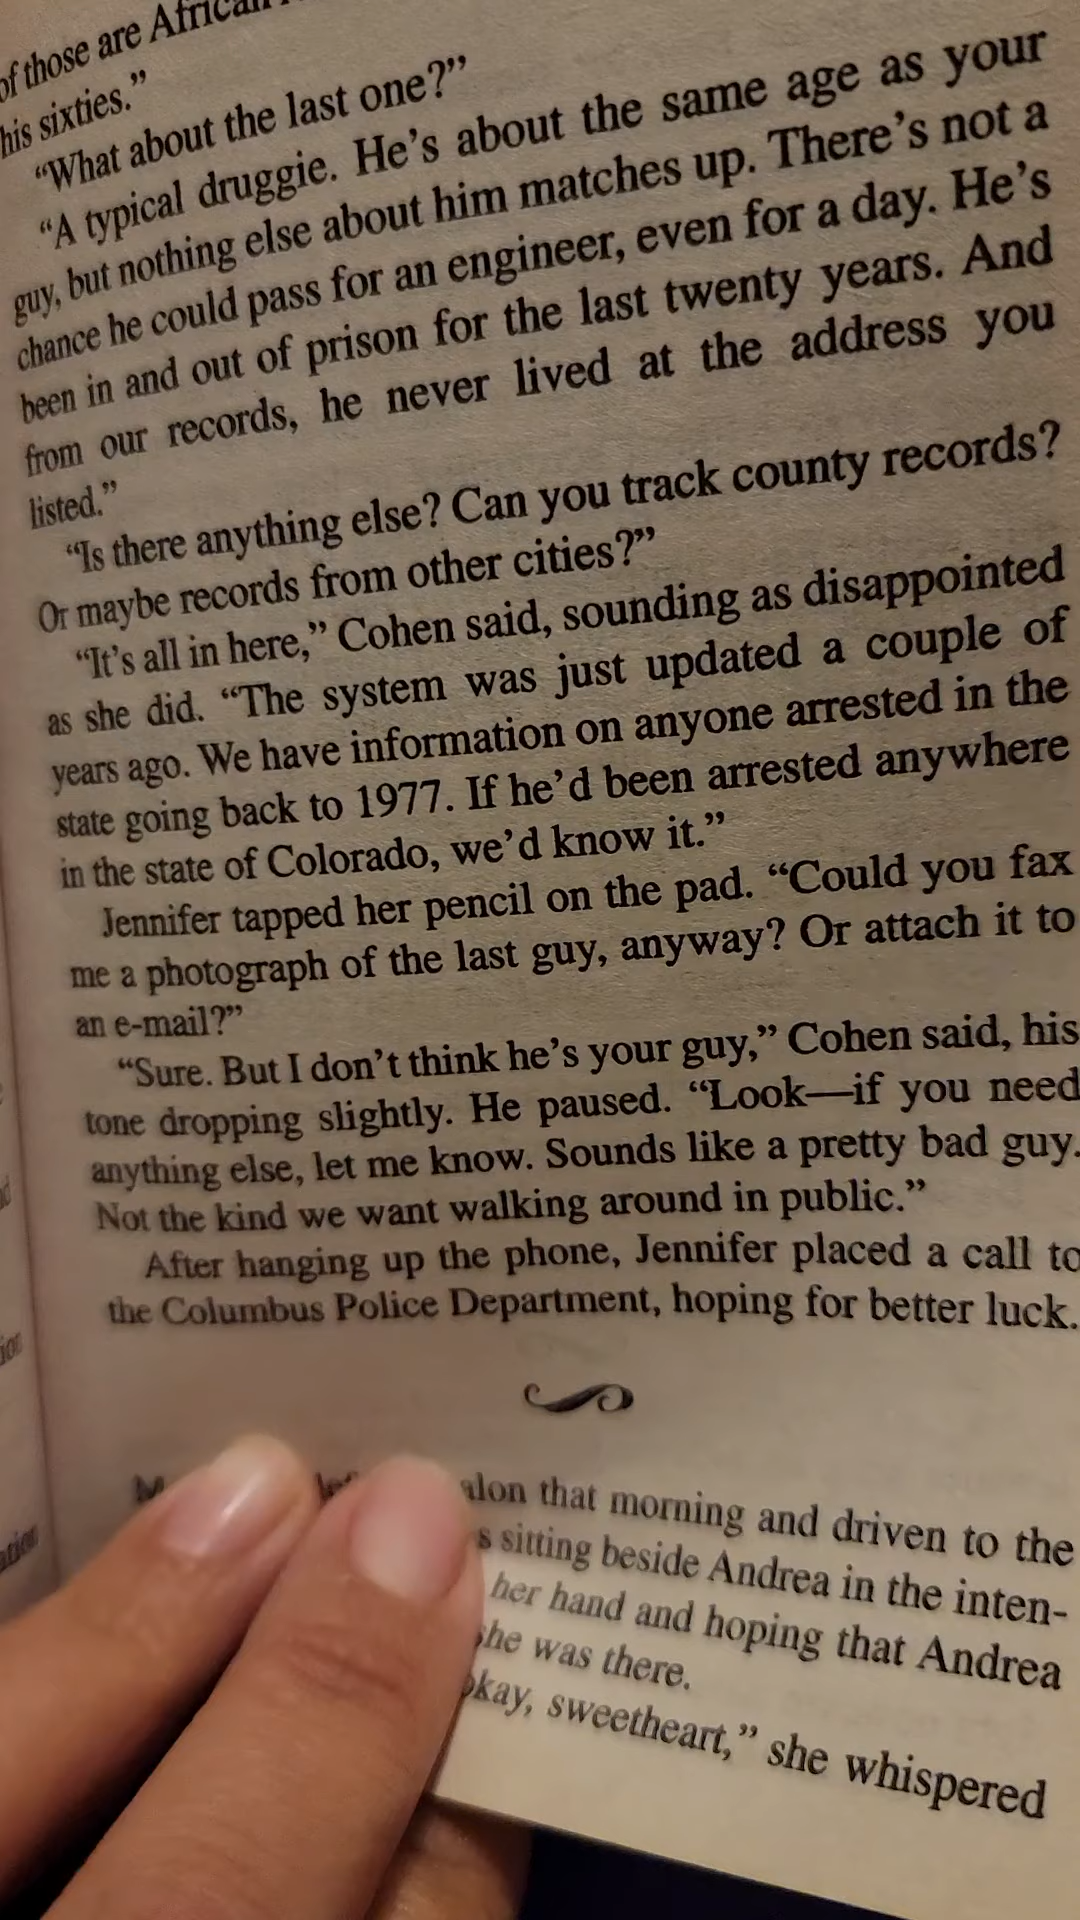 of those are African
his sixties.”
“What about the last one?”
“A typical druggie. He’s about the same age as your
guy, but nothing else about him matches up. There’s not a
chance he could pass for an engineer, even for a day. He’s
been in and out of prison for the last twenty years. And
from our records, he never lived at the address you
listed.”
“Is there anything else? Can you track county records?
Or maybe records from other cities?”
“It’s all in here,” Cohen said, sounding as disappointed
as she did. “The system was just updated a couple of
years ago. We have information on anyone arrested in the
state going back to 1977. If he’d been arrested anywhere
in the state of Colorado, we’d know it.”
Jennifer tapped her pencil on the pad. “Could you fax
me a photograph of the last guy, anyway? Or attach it to
an e-mail?”
“Sure. But I don’t think he’s your guy,” Cohen said, his
tone dropping slightly. He paused. “Look—if you need
anything else, let me know. Sounds like a pretty bad guy.
Not the kind we want walking around in public.”
After hanging up the phone, Jennifer placed a call to
the Columbus Police Department, hoping for better luck.
that morning and driven to the
sitting beside Andrea in the inten-
her hand and hoping that Andrea
she was there.
okay, sweetheart,” she whispered